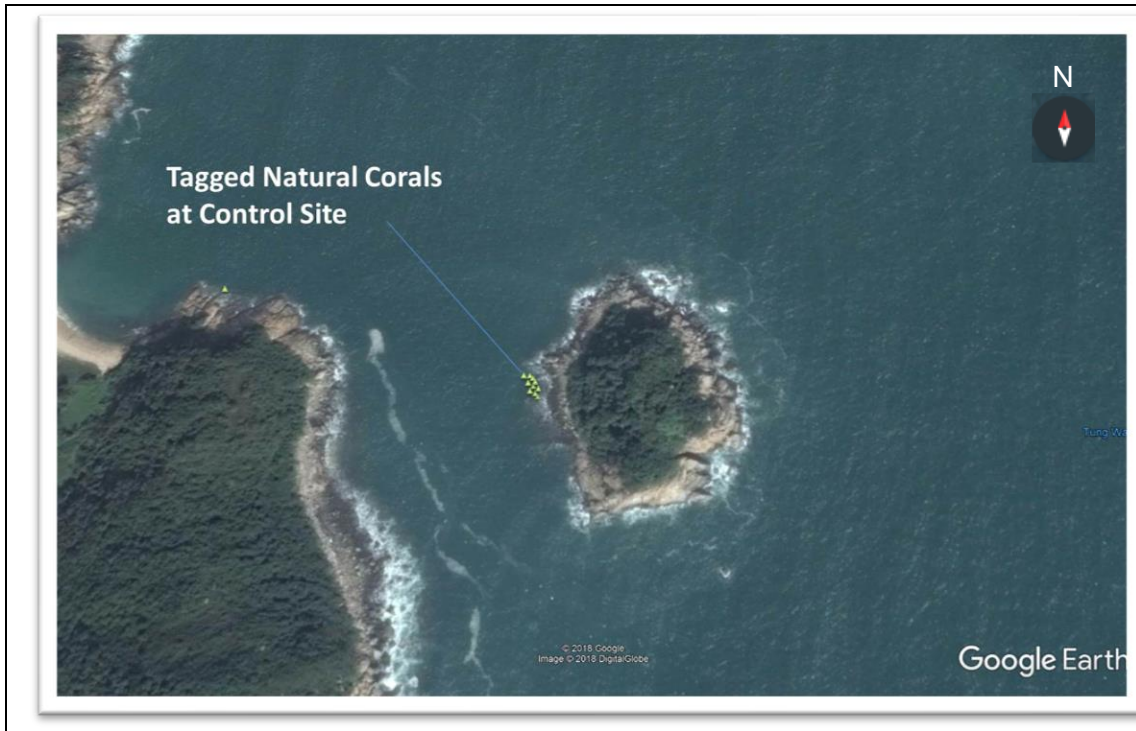 N
Tagged Natural Corals
at Control Site
© 2018 Google
Image © 2018 DigitalGlobe
Google Earth